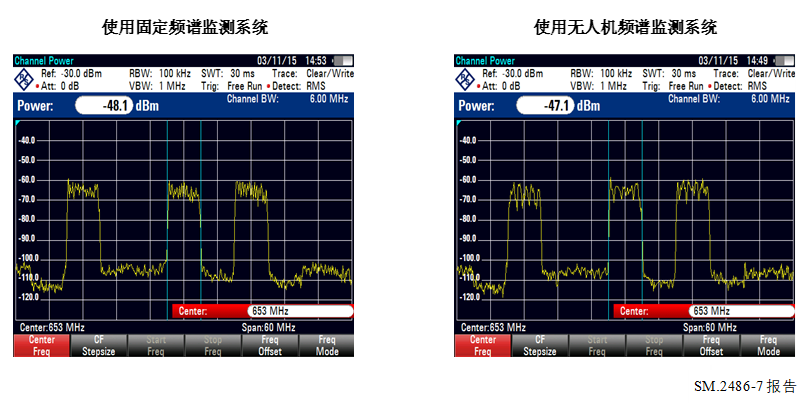 使用固定频谱监测系统
Channel Power 03/11/15 14:53
Ref: -30.0 dBm RBW: 100 kHz SWT: 30 ms Trace: Clear/Write
Att: 0 dB VBW: 1 MHz Trig: Free Run Detect: RMS
Power: -48.1 dBm Channel BW: 6.00 MHz
-40.0
-50.0
-60.0
-70.0
-80.0
-90.0
-100.0
-110.0
-120.0
Center: 653 MHz
Center:653 MHz Span:60 MHz
Center Freq CF Stepsize Start Freq Stop Freq Freq Offset Freq Mode
使用无人机频谱监测系统
Channel Power 03/11/15 14:49
Ref: -30.0 dBm RBW: 100 kHz SWT: 30 ms Trace: Clear/Write
Att: 0 dB VBW: 1 MHz Trig: Free Run Detect: RMS
Power: -47.1 dBm Channel BW: 6.00 MHz
-40.0
-50.0
-60.0
-70.0
-80.0
-90.0
-100.0
-110.0
-120.0
Center: 653 MHz
Center:653 MHz Span:60 MHz
Center Freq CF Stepsize Start Freq Stop Freq Freq Offset Freq Mode
SM.2486-7 报告